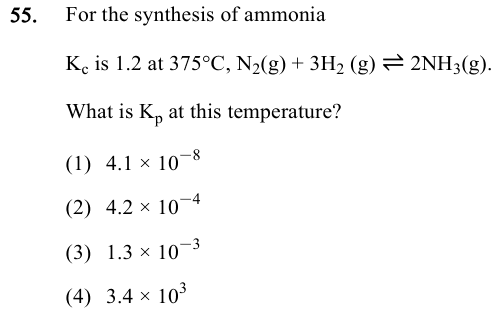 55. For the synthesis of ammonia
Kc is 1.2 at 375°C, N₂(g) + 3H₂ (g) ⇌ 2NH₃(g).
What is Kp at this temperature?
(1) 4.1 × 10⁻⁸
(2) 4.2 × 10⁻⁴
(3) 1.3 × 10⁻³
(4) 3.4 × 10³